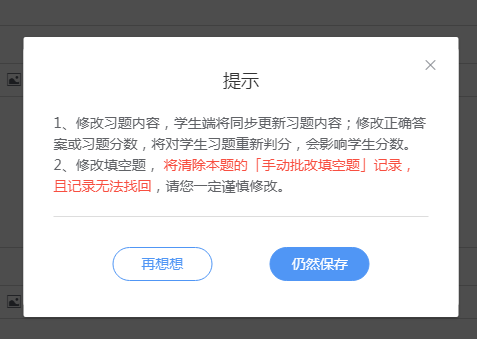 提示
1、修改习题内容，学生端将同步更新习题内容；修改正确答
案或习题分数，将对学生习题重新判分，会影响学生分数。
2、修改填空题， 将清除本题的「手动批改填空题」记录，
且记录无法找回，请您一定谨慎修改。
再想想
仍然保存